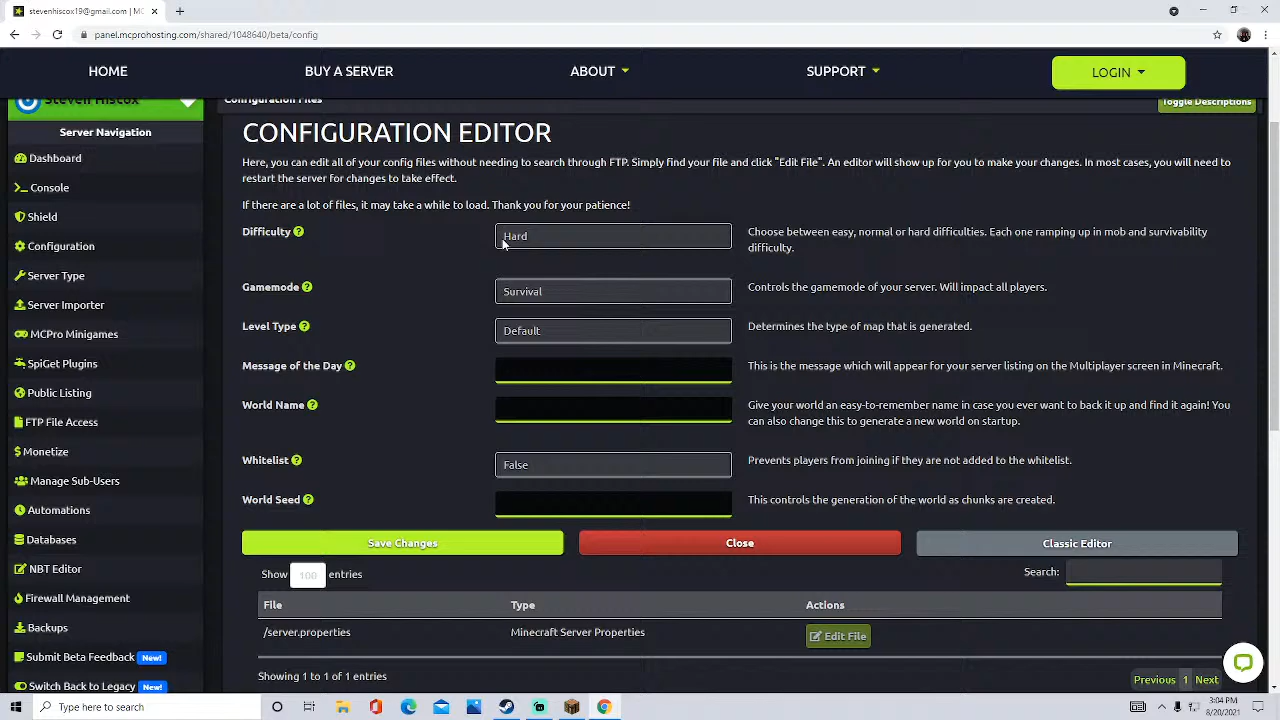 stevenhiscox19@gmail.com | MC
panel.mcprohosting.com/shared/1048640/beta/config
HOME
BUY A SERVER
ABOUT
SUPPORT
LOGIN
Steven Hiscox
Configuration Files
Toggle Descriptions
Server Navigation
Dashboard
Console
Shield
Configuration
Server Type
Server Importer
MCPro Minigames
SpiGet Plugins
Public Listing
FTP File Access
Monetize
Manage Sub-Users
Automations
Databases
NBT Editor
Firewall Management
Backups
Submit Beta Feedback New!
Switch Back to Legacy New!
CONFIGURATION EDITOR
Here, you can edit all of your config files without needing to search through FTP. Simply find your file and click "Edit File". An editor will show up for you to make your changes. In most cases, you will need to
restart the server for changes to take effect.
If there are a lot of files, it may take a while to load. Thank you for your patience!
Difficulty ?
Hard
Choose between easy, normal or hard difficulties. Each one ramping up in mob and survivability
difficulty.
Gamemode ?
Survival
Controls the gamemode of your server. Will impact all players.
Level Type ?
Default
Determines the type of map that is generated.
Message of the Day ?
This is the message which will appear for your server listing on the Multiplayer screen in Minecraft.
World Name ?
Give your world an easy-to-remember name in case you ever want to back it up and find it again! You
can also change this to generate a new world on startup.
Whitelist ?
False
Prevents players from joining if they are not added to the whitelist.
World Seed ?
This controls the generation of the world as chunks are created.
Save Changes
Close
Classic Editor
Show 100 entries
Search:
File Type Actions
/server.properties Minecraft Server Properties Edit File
Showing 1 to 1 of 1 entries
Previous 1 Next
Type here to search
3:04 PM
8/20/2021